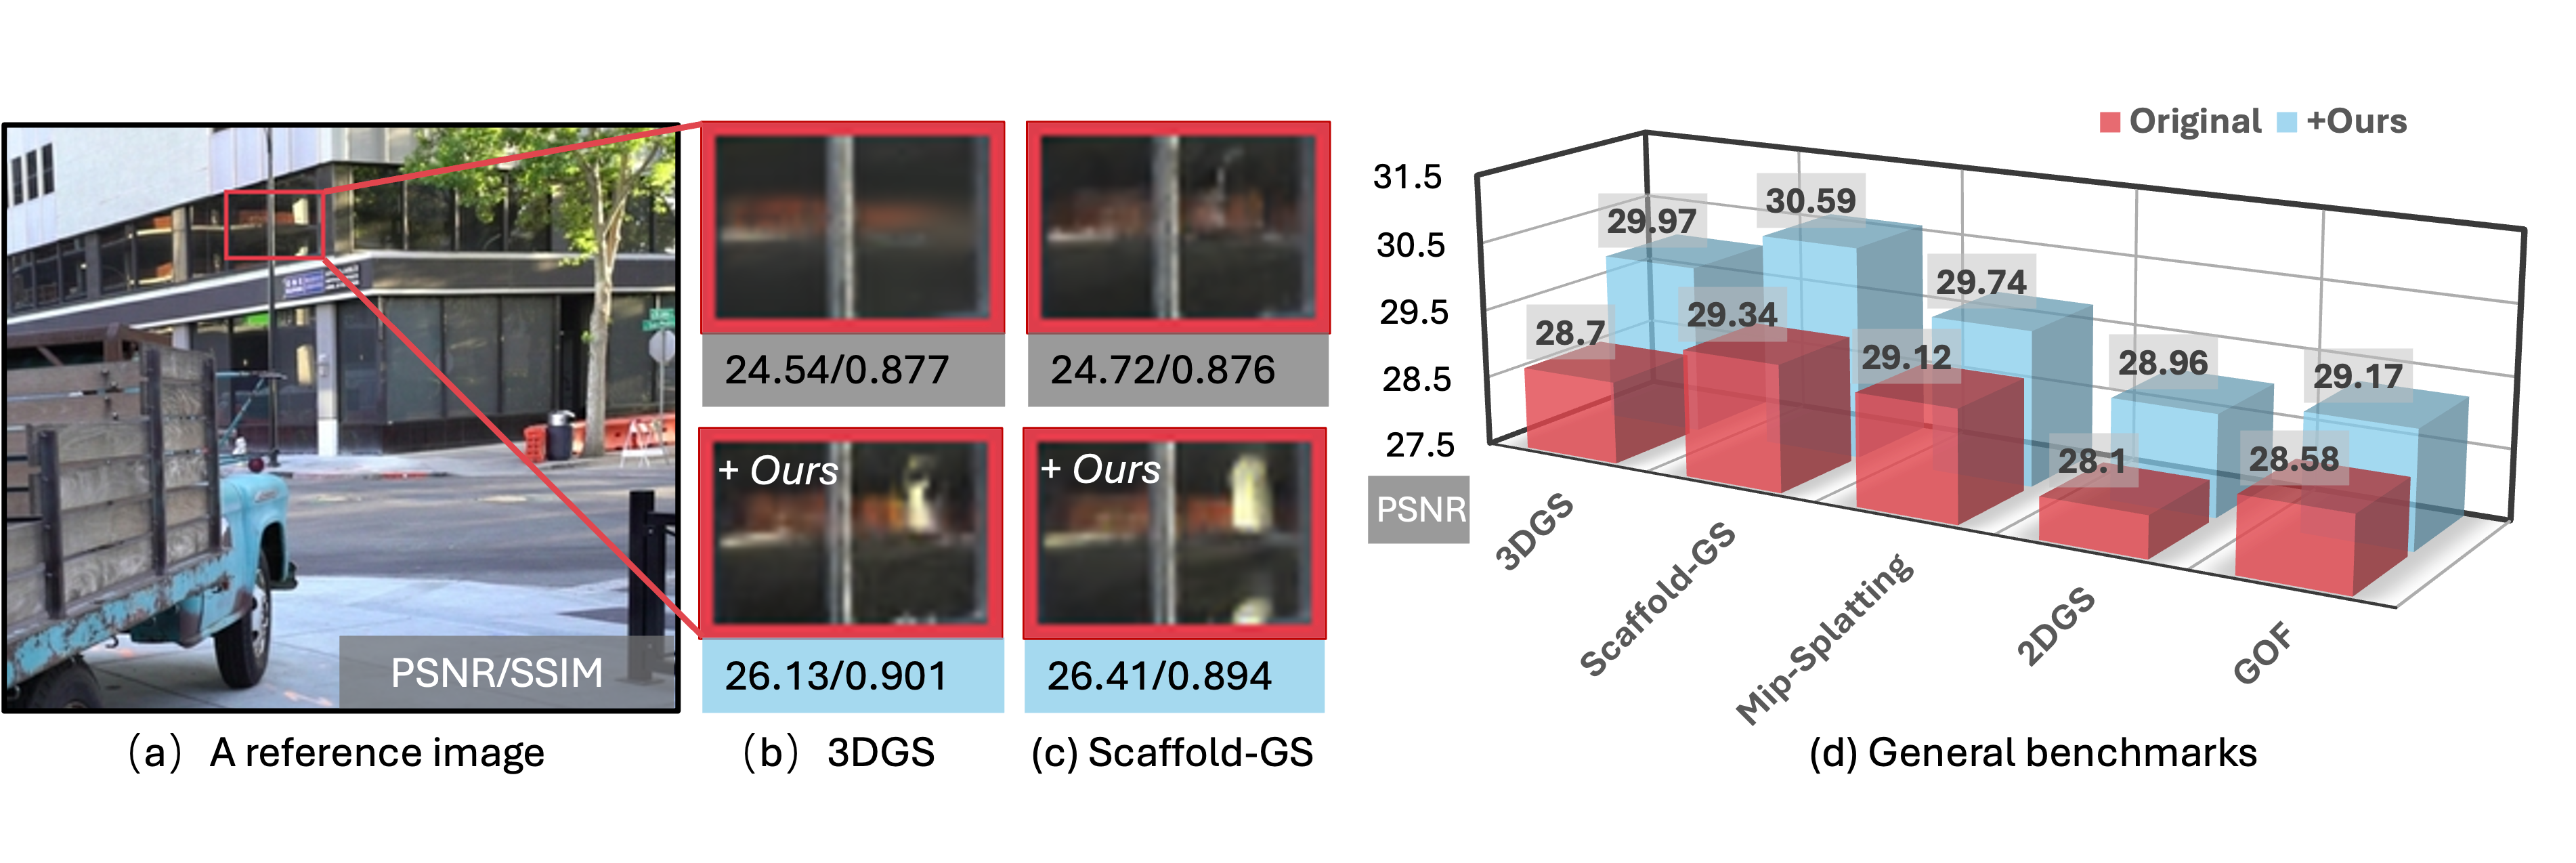 PSNR/SSIM
(a) A reference image
24.54/0.877
+ Ours
26.13/0.901
(b) 3DGS
24.72/0.876
+ Ours
26.41/0.894
(c) Scaffold-GS
Original
+Ours
31.5
30.5
29.5
28.5
27.5
PSNR
29.97
30.59
29.74
28.96
29.17
28.7
29.34
29.12
28.1
28.58
3DGS
Scaffold-GS
Mip-Splatting
2DGS
GOF
(d) General benchmarks